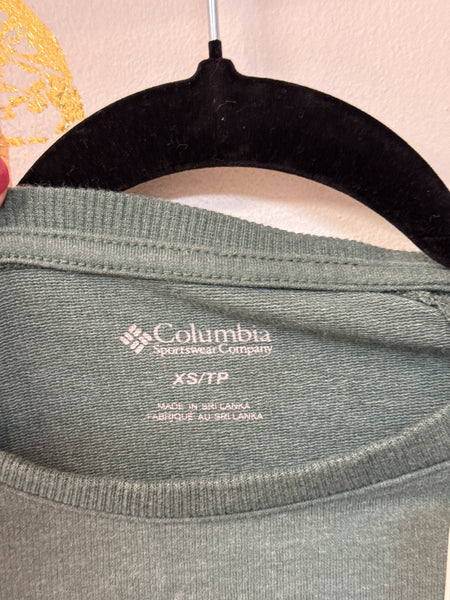 Columbia
Sportswear Company
XS/TP
MADE IN SRI LANKA
FABRIQUÉ AU SRI LANKA